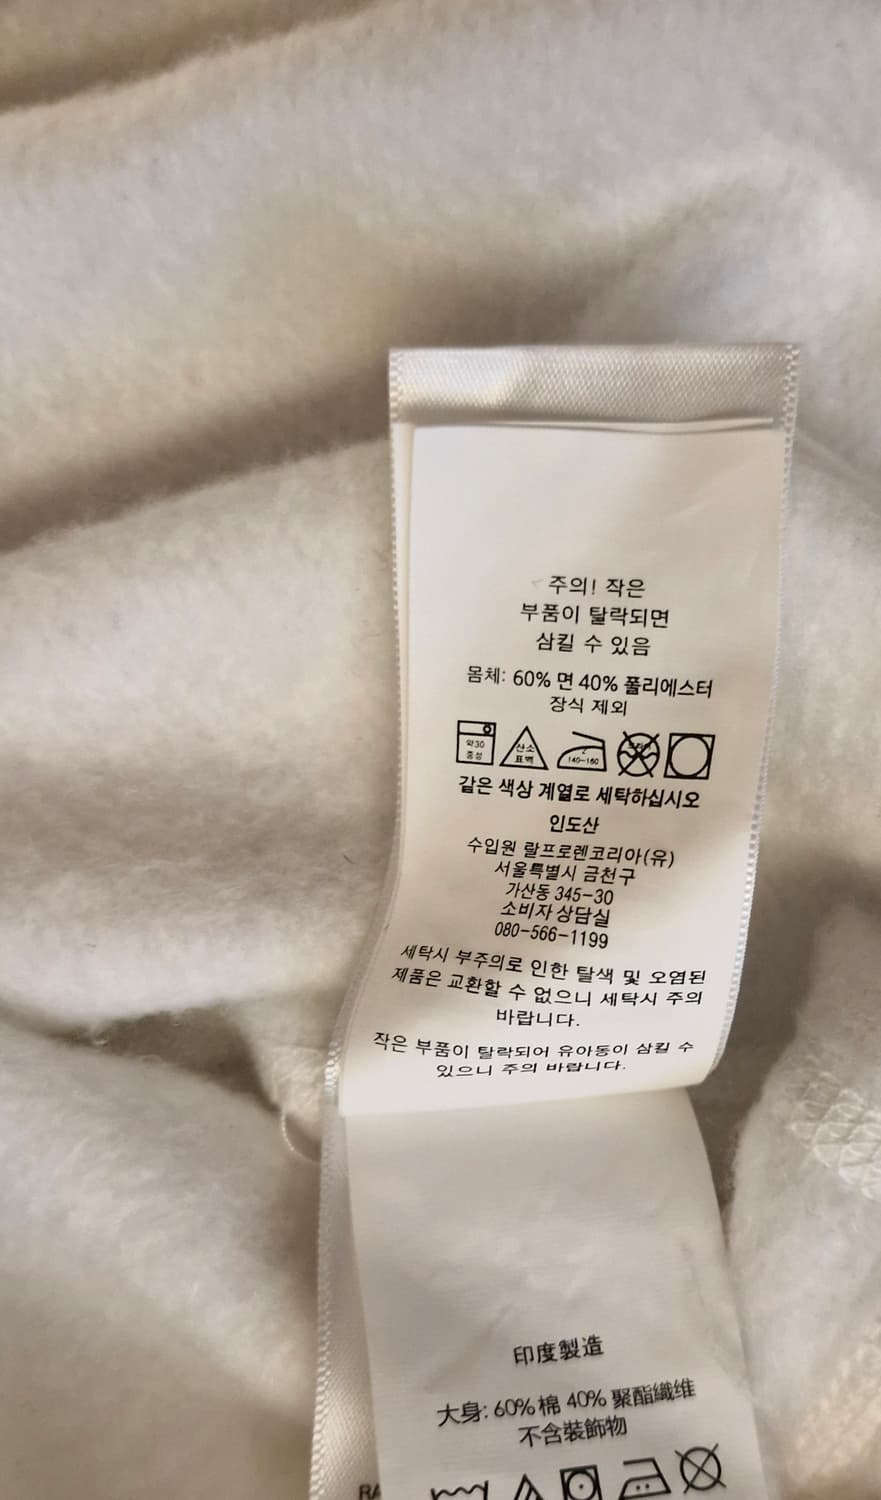 주의! 작은
부품이 탈락되면
삼킬 수 있음
몸체: 60% 면 40% 폴리에스터
장식 제외
약30
중성
산소
표백
140~160
같은 색상 계열로 세탁하십시오
인도산
수입원 랄프로렌코리아(유)
서울특별시 금천구
가산동 345-30
소비자 상담실
080-566-1199
세탁시 부주의로 인한 탈색 및 오염된
제품은 교환할 수 없으니 세탁시 주의
바랍니다.
작은 부품이 탈락되어 유아동이 삼킬 수
있으니 주의 바랍니다.
印度製造
大身: 60% 棉 40% 聚酯纖维
不含裝飾物
RA